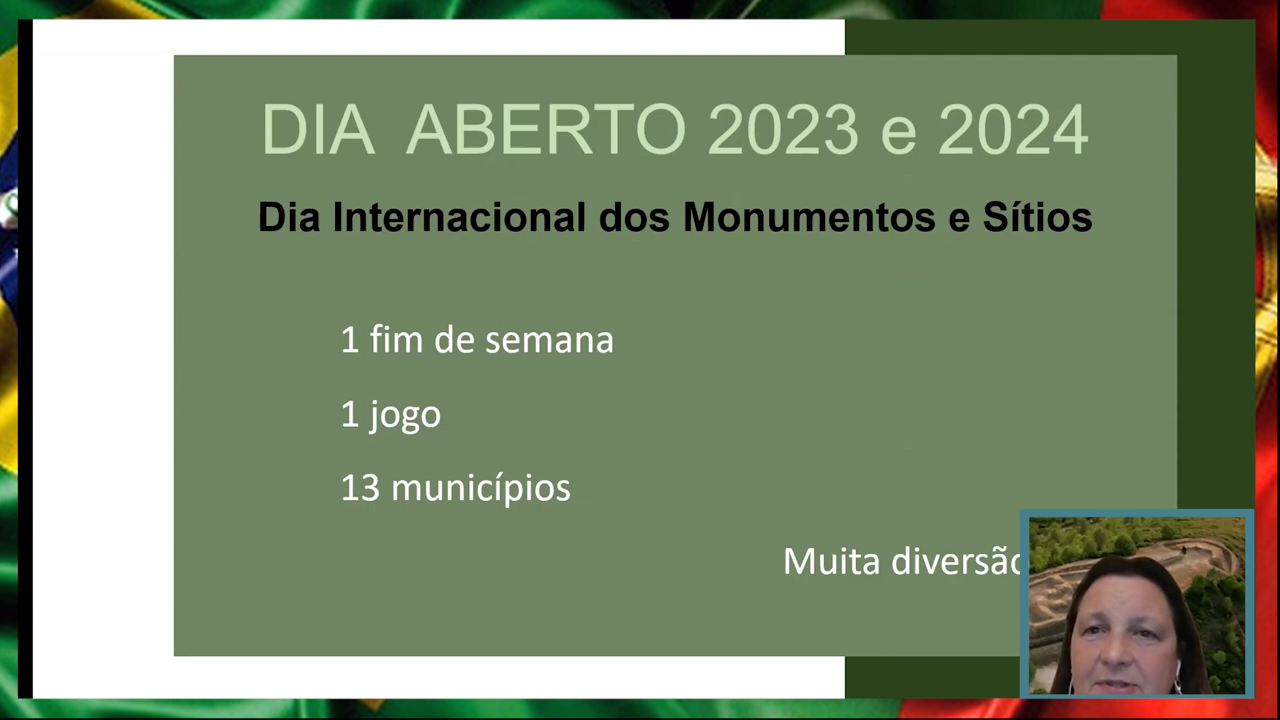 DIA ABERTO 2023 e 2024
Dia Internacional dos Monumentos e Sítios
1 fim de semana
1 jogo
13 municípios
Muita diversão